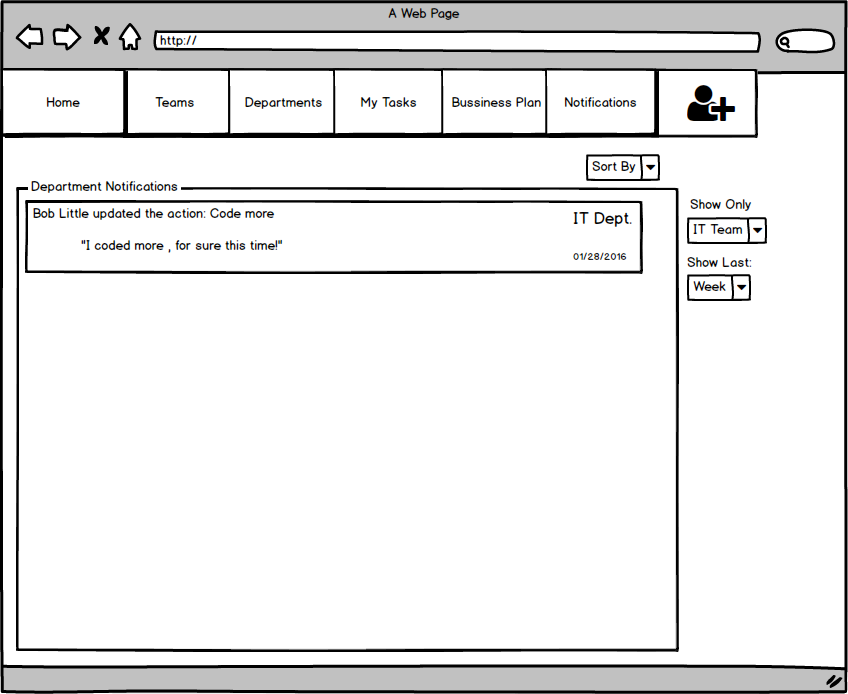 A Web Page
http://
Home
Teams
Departments
My Tasks
Bussiness Plan
Notifications
Sort By
Department Notifications
Bob Little updated the action: Code more
IT Dept.
"I coded more , for sure this time!"
01/28/2016
Show Only
IT Team
Show Last:
Week